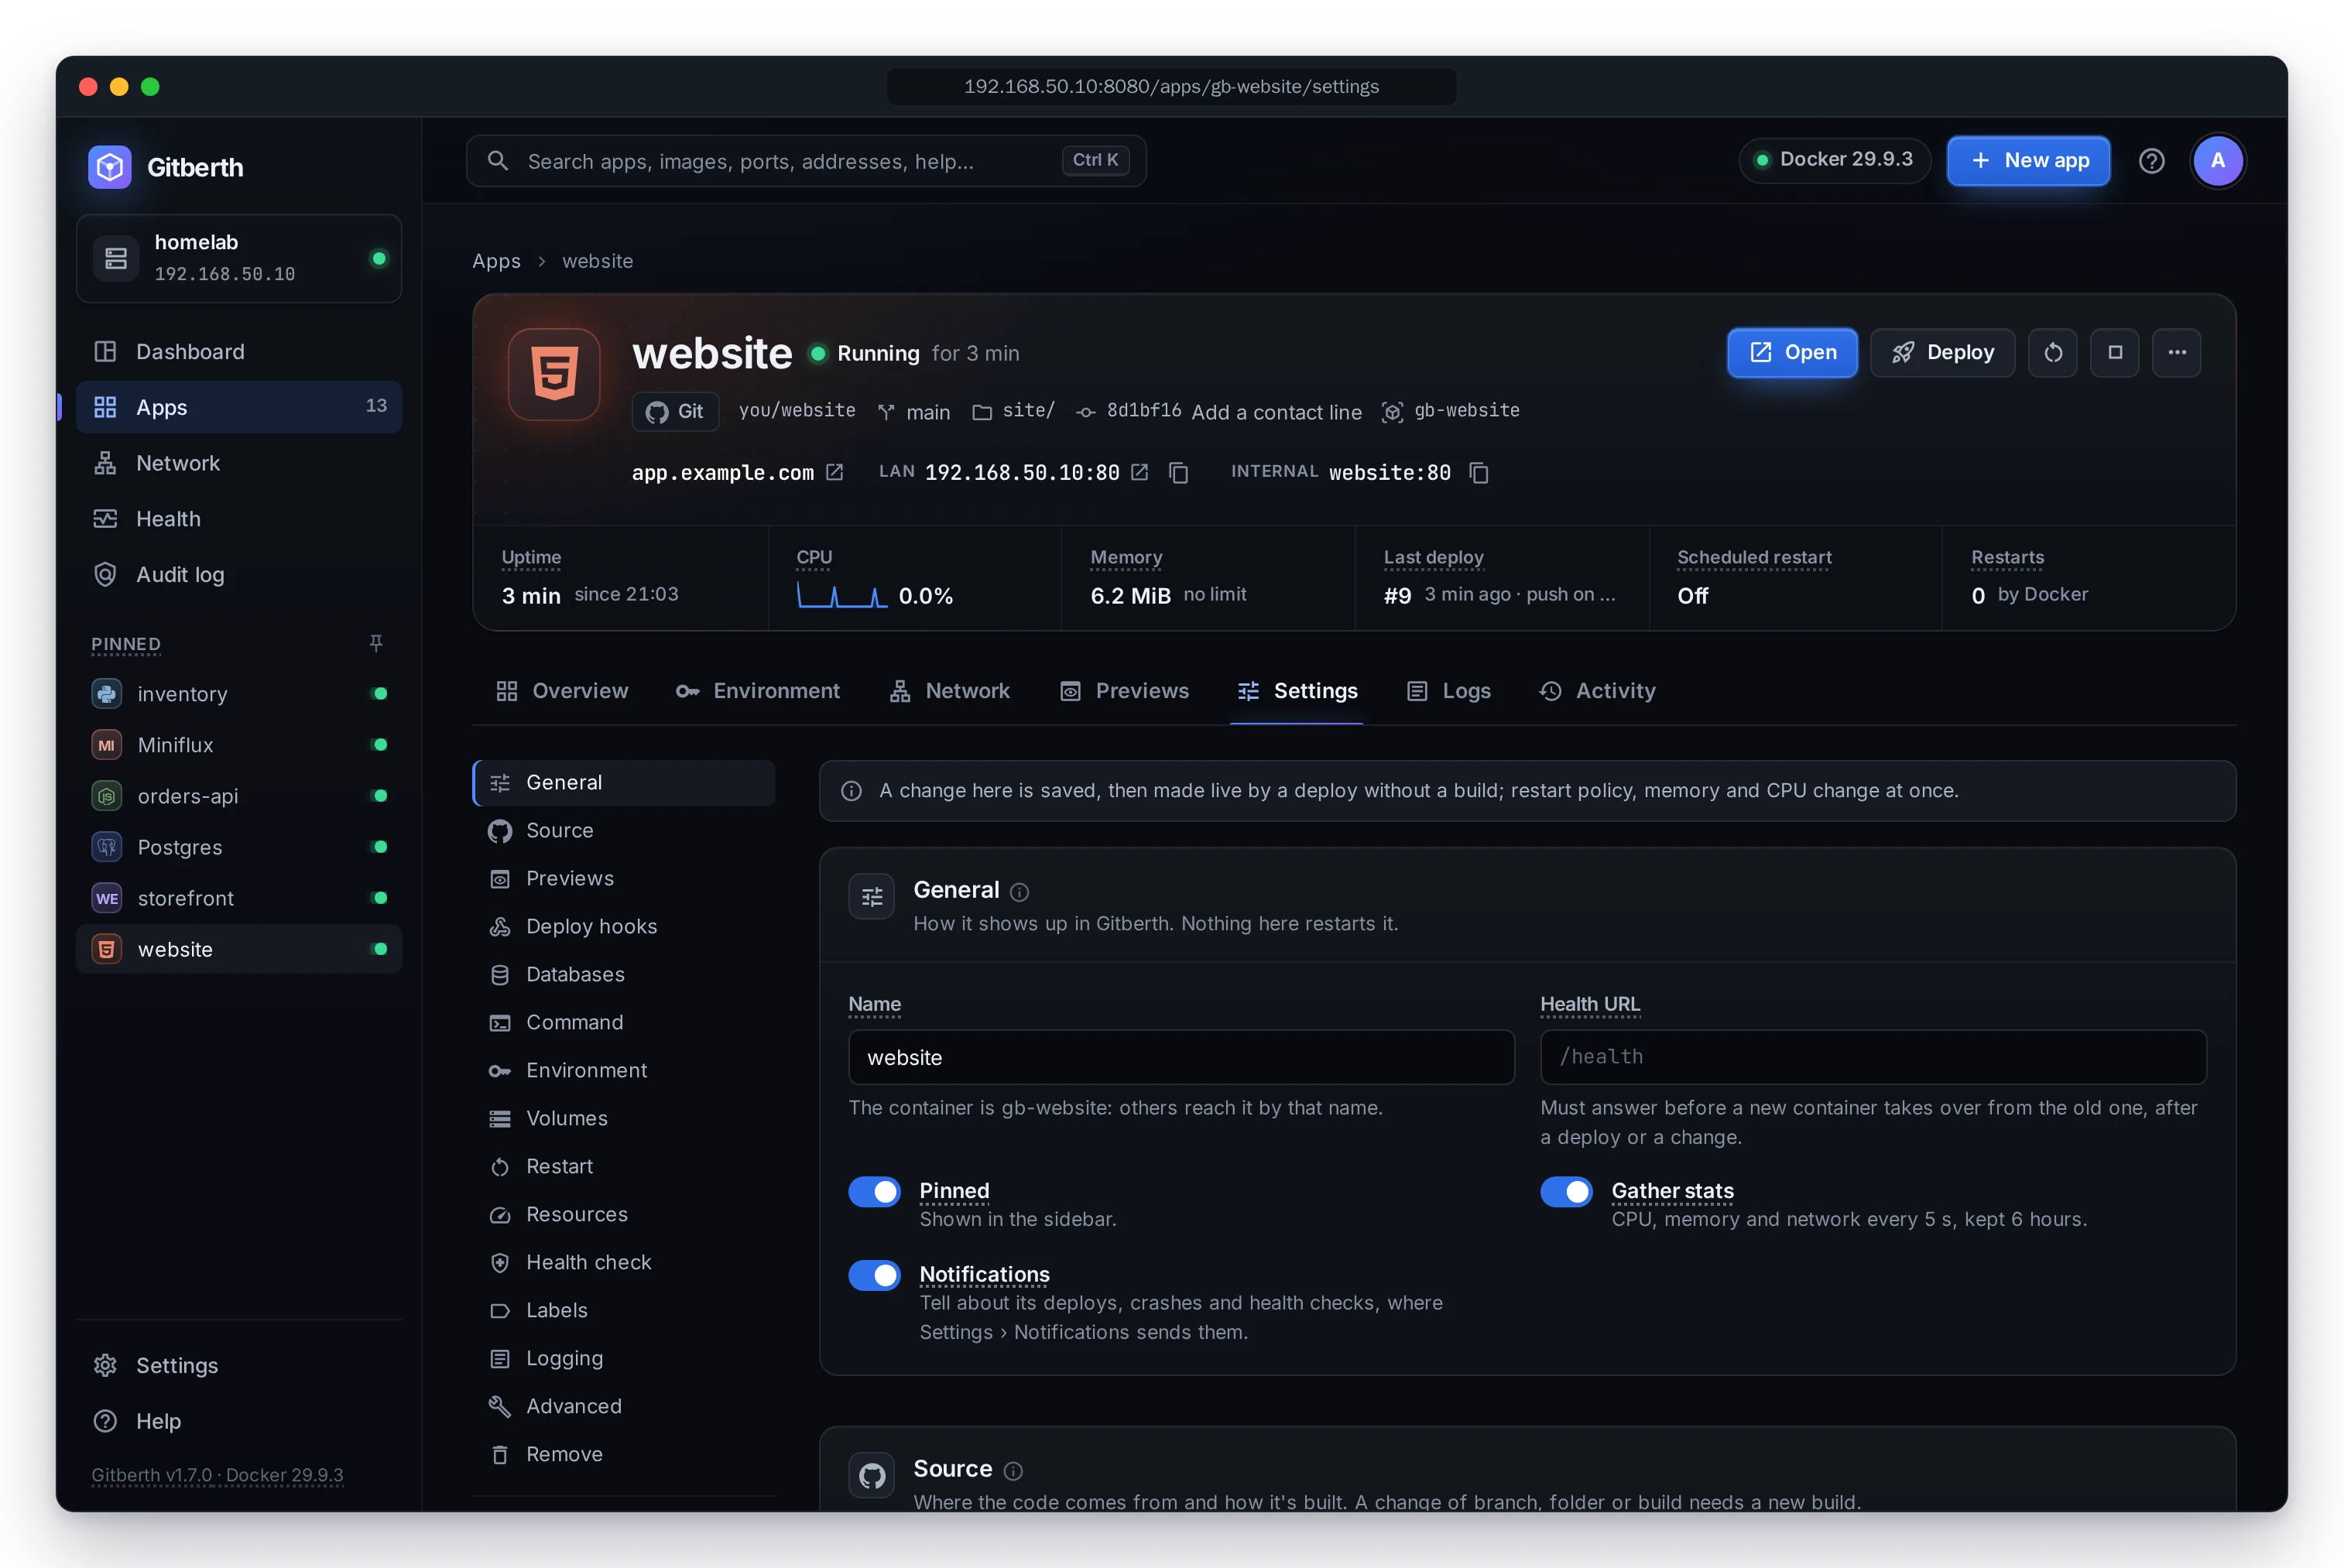 192.168.50.10:8080/apps/gb-website/settings
Gitberth
Search apps, images, ports, addresses, help...
Ctrl K
Docker 29.9.3
New app
A
homelab
192.168.50.10
Dashboard
Apps 13
Network
Health
Audit log
PINNED
inventory
MI Miniflux
orders-api
Postgres
WE storefront
website
Settings
Help
Gitberth v1.7.0 · Docker 29.9.3
Apps > website
website Running for 3 min
Open
Deploy
Git you/website main site/ 8d1bf16 Add a contact line gb-website
app.example.com LAN 192.168.50.10:80 INTERNAL website:80
Uptime
3 min since 21:03
CPU
0.0%
Memory
6.2 MiB no limit
Last deploy
#9 3 min ago · push on ...
Scheduled restart
Off
Restarts
0 by Docker
Overview
Environment
Network
Previews
Settings
Logs
Activity
General
Source
Previews
Deploy hooks
Databases
Command
Environment
Volumes
Restart
Resources
Health check
Labels
Logging
Advanced
Remove
A change here is saved, then made live by a deploy without a build; restart policy, memory and CPU change at once.
General
How it shows up in Gitberth. Nothing here restarts it.
Name
website
The container is gb-website: others reach it by that name.
Health URL
/health
Must answer before a new container takes over from the old one, after
a deploy or a change.
Pinned
Shown in the sidebar.
Gather stats
CPU, memory and network every 5 s, kept 6 hours.
Notifications
Tell about its deploys, crashes and health checks, where
Settings › Notifications sends them.
Source
Where the code comes from and how it's built. A change of branch, folder or build needs a new build.